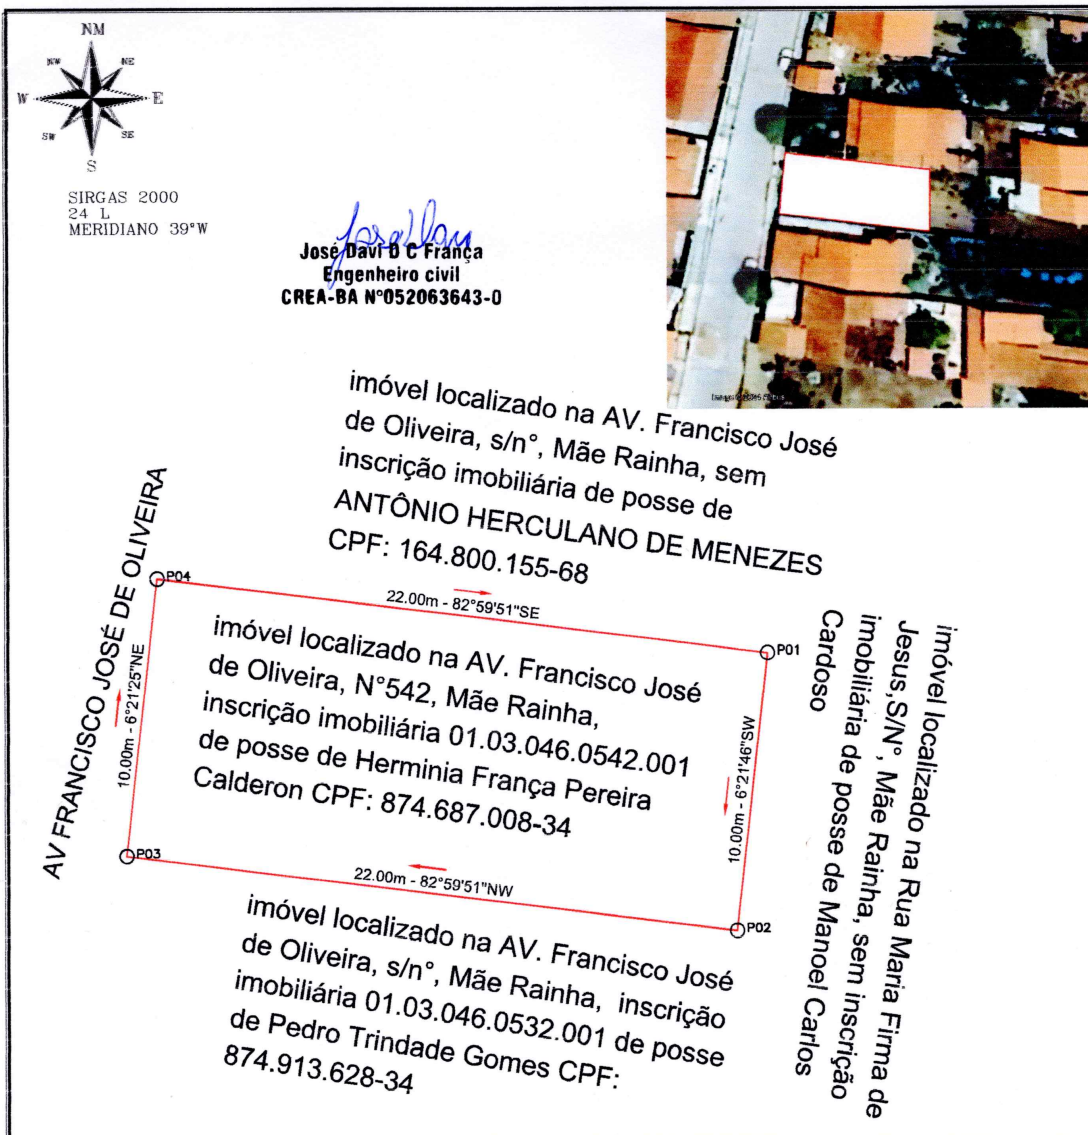 NM
NW
NE
W
E
SW
SE
S
SIRGAS 2000
24 L
MERIDIANO 39°W
José Davi D C França
Engenheiro civil
CREA-BA N°052063643-0
imóvel localizado na AV. Francisco José
de Oliveira, s/n°, Mãe Rainha, sem
inscrição imobiliária de posse de
ANTÔNIO HERCULANO DE MENEZES
CPF: 164.800.155-68
AV FRANCISCO JOSÉ DE OLIVEIRA
P04
22.00m - 82°59'51"SE
P01
10.00m - 6°21'25"NE
imóvel localizado na AV. Francisco José
de Oliveira, N°542, Mãe Rainha,
inscrição imobiliária 01.03.046.0542.001
de posse de Herminia França Pereira
Calderon CPF: 874.687.008-34
10.00m - 6°21'46"SW
imóvel localizado na Rua Maria Firma de
Jesus,S/N°, Mãe Rainha, sem inscrição
imobiliária de posse de Manoel Carlos
Cardoso
P03
22.00m - 82°59'51"NW
P02
imóvel localizado na AV. Francisco José
de Oliveira, s/n°, Mãe Rainha, inscrição
imobiliária 01.03.046.0532.001 de posse
de Pedro Trindade Gomes CPF:
874.913.628-34